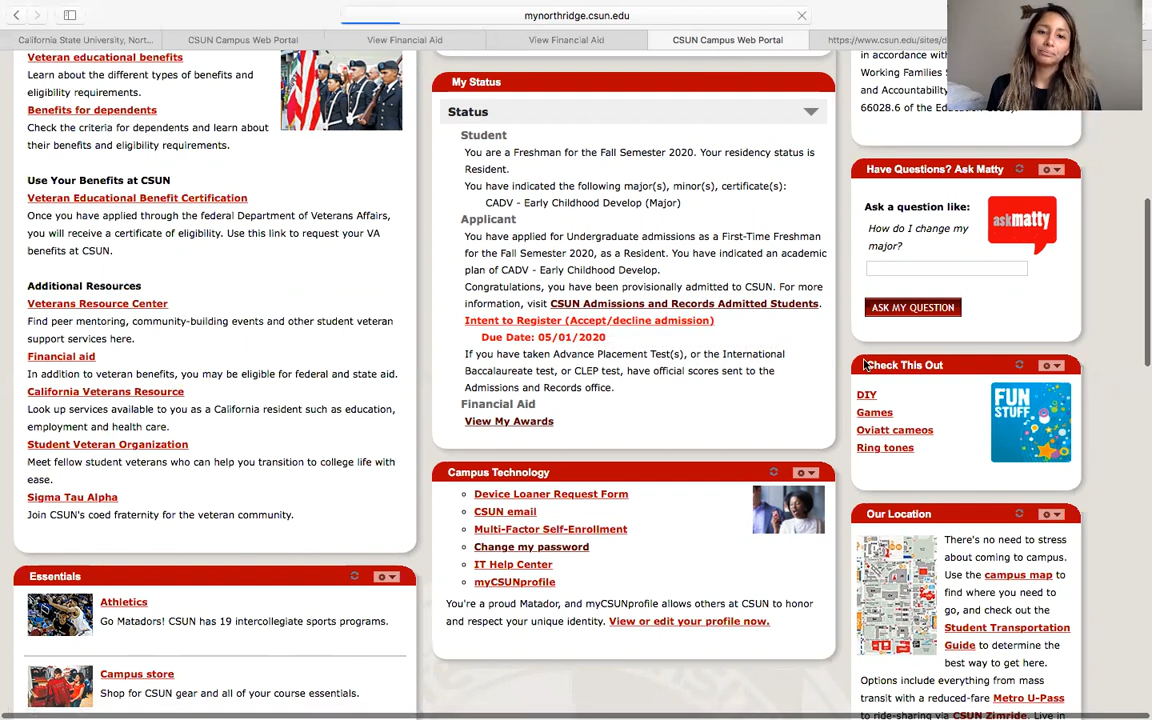 mynorthridge.csun.edu
California State University, Nort...
CSUN Campus Web Portal
View Financial Aid
View Financial Aid
CSUN Campus Web Portal
https://www.csun.edu/sites/d
Veteran educational benefits
Learn about the different types of benefits and
eligibility requirements.
Benefits for dependents
Check the criteria for dependents and learn about
their benefits and eligibility requirements.
Use Your Benefits at CSUN
Veteran Educational Benefit Certification
Once you have applied through the federal Department of Veterans Affairs,
you will receive a certificate of eligibility. Use this link to request your VA
benefits at CSUN.
Additional Resources
Veterans Resource Center
Find peer mentoring, community-building events and other student veteran
support services here.
Financial aid
In addition to veteran benefits, you may be eligible for federal and state aid.
California Veterans Resource
Look up services available to you as a California resident such as education,
employment and health care.
Student Veteran Organization
Meet fellow student veterans who can help you transition to college life with
ease.
Sigma Tau Alpha
Join CSUN's coed fraternity for the veteran community.
Essentials
Athletics
Go Matadors! CSUN has 19 intercollegiate sports programs.
Campus store
Shop for CSUN gear and all of your course essentials.
My Status
Status
Student
You are a Freshman for the Fall Semester 2020. Your residency status is
Resident.
You have indicated the following major(s), minor(s), certificate(s):
CADV - Early Childhood Develop (Major)
Applicant
You have applied for Undergraduate admissions as a First-Time Freshman
for the Fall Semester 2020, as a Resident. You have indicated an academic
plan of CADV - Early Childhood Develop.
Congratulations, you have been provisionally admitted to CSUN. For more
information, visit CSUN Admissions and Records Admitted Students.
Intent to Register (Accept/decline admission)
Due Date: 05/01/2020
If you have taken Advance Placement Test(s), or the International
Baccalaureate test, or CLEP test, have official scores sent to the
Admissions and Records office.
Financial Aid
View My Awards
Campus Technology
Device Loaner Request Form
CSUN email
Multi-Factor Self-Enrollment
Change my password
IT Help Center
myCSUNprofile
You're a proud Matador, and myCSUNprofile allows others at CSUN to honor
and respect your unique identity. View or edit your profile now.
in accordance w
Working Families
and Accountability
66028.6 of the Educ
Have Questions? Ask Matty
Ask a question like:
How do I change my
major?
askmatty
ASK MY QUESTION
Check This Out
DIY
Games
Oviatt cameos
Ring tones
FUN
STUFF
Our Location
There's no need to stress
about coming to campus.
Use the campus map to
find where you need to
go, and check out the
Student Transportation
Guide to determine the
best way to get here.
Options include everything from mass
transit with a reduced-fare Metro U-Pass
to ride-sharing via CSUN Zimride. Live in